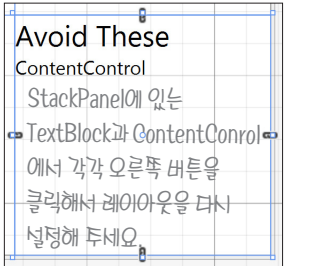 Avoid These
ContentControl
StackPanel에 있는
TextBlock과 ContentConrol
에서 각각 오른쪽 버튼을
클릭해서 레이아웃을 다시
설정해 두세요.